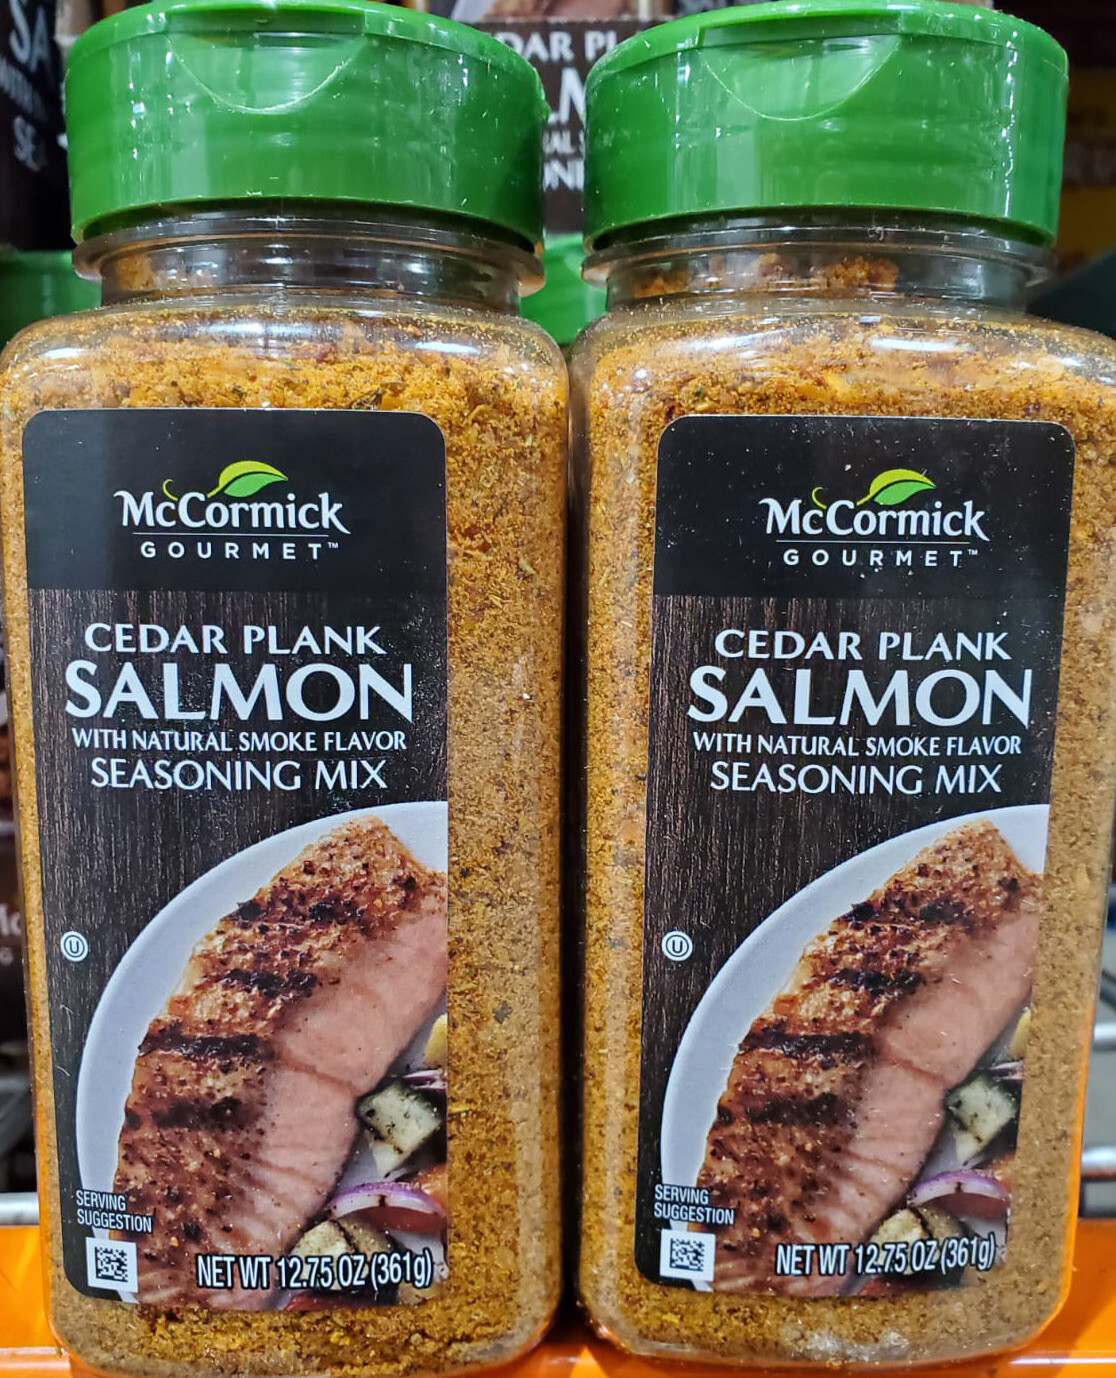 McCormick
GOURMET™
CEDAR PLANK
SALMON
WITH NATURAL SMOKE FLAVOR
SEASONING MIX
U
SERVING
SUGGESTION
NET WT 12.75 OZ (361g)
McCormick
GOURMET™
CEDAR PLANK
SALMON
WITH NATURAL SMOKE FLAVOR
SEASONING MIX
U
SERVING
SUGGESTION
NET WT 12.75 OZ (361g)